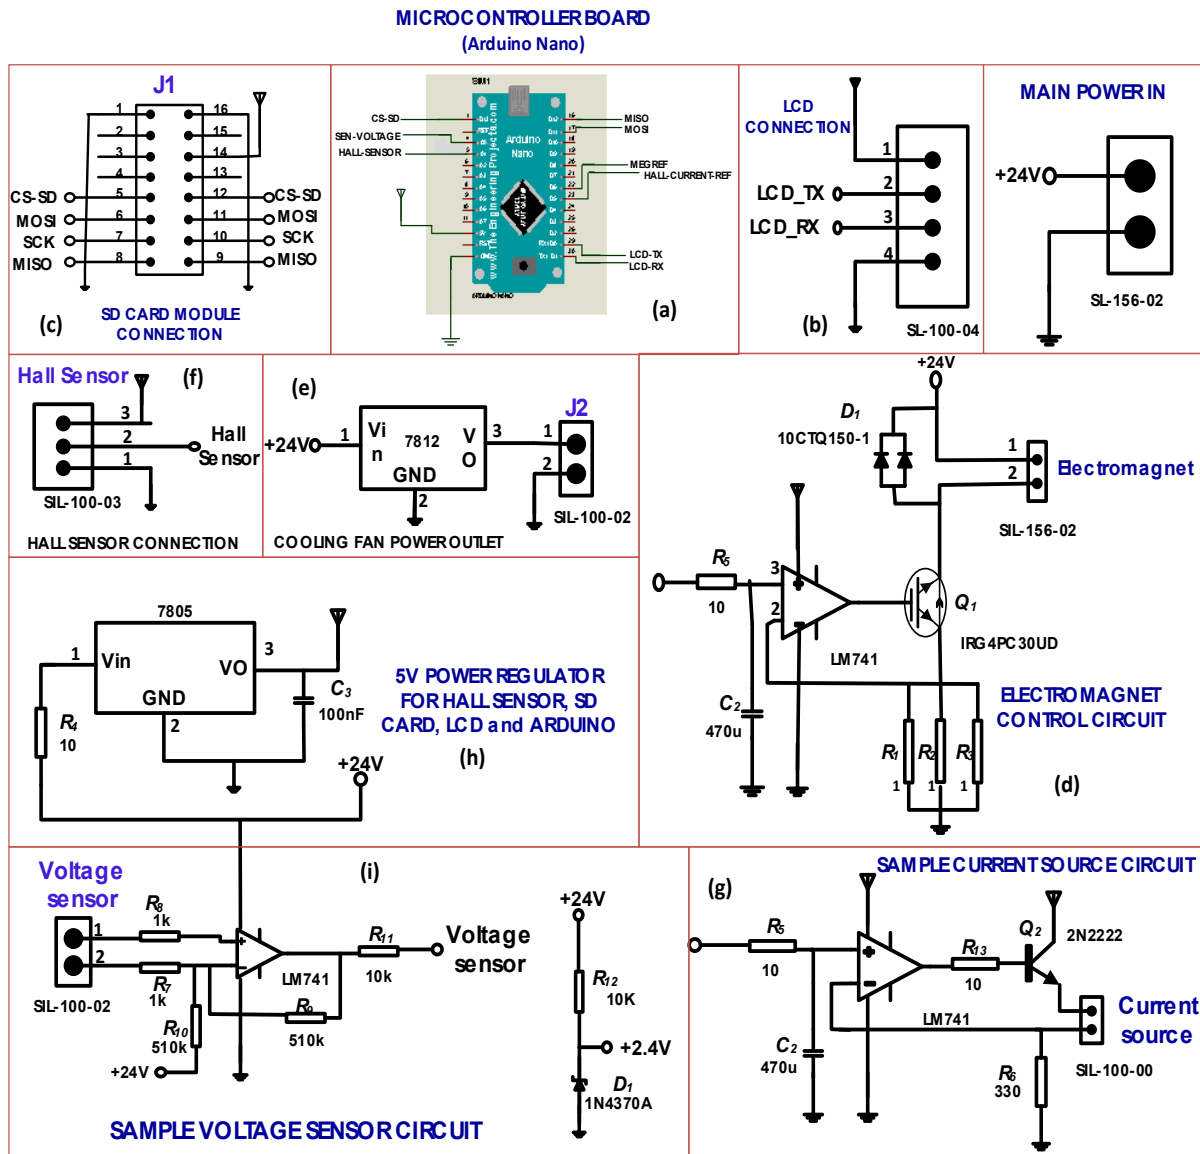 MICROCONTROLLER BOARD
(Arduino Nano)
J1
1 16
2 15
3 14
4 13
CS-SD 5 12 CS-SD
MOSI 6 11 MOSI
SCK 7 10 SCK
MISO 8 9 MISO
(c)
SD CARD MODULE
CONNECTION
CS-SD
SEN-VOLTAGE
HALL-SENSOR
Arduino
Nano
www.TheEngineeringProjects.com
MISO
MOSI
MEGREF
HALL-CURRENT-REF
LCD-TX
LCD-RX
(a)
LCD
CONNECTION
1
LCD_TX 2
LCD_RX 3
4
(b)
SL-100-04
MAIN POWER IN
+24V
SL-156-02
Hall Sensor
(f)
3
2 Hall
Sensor
1
SIL-100-03
HALL SENSOR CONNECTION
(e)
J2
+24V 1 Vi
n
7812
V
O
3 1
GND
2
2
SIL-100-02
COOLING FAN POWER OUTLET
+24V
D1
10CTQ150-1
1
2
Electromagnet
SIL-156-02
R5
10
3
2
+
-
LM741
Q1
IRG4PC30UD
C2
470u
R1 R2 R3
1 1 1
ELECTROMAGNET
CONTROL CIRCUIT
(d)
7805
1 Vin VO 3
GND
2
R4
10
C3
100nF
5V POWER REGULATOR
FOR HALL SENSOR, SD
CARD, LCD and ARDUINO
(h)
+24V
(i)
Voltage
sensor
1
2
SIL-100-02
R8
1k
R7
1k
R10
510k
+24V
+
-
LM741
R9
510k
R11
10k
Voltage
sensor
+24V
R12
10K
+2.4V
D1
1N4370A
SAMPLE VOLTAGE SENSOR CIRCUIT
SAMPLE CURRENT SOURCE CIRCUIT
(g)
R5
10
+
-
LM741
C2
470u
R13
10
Q2
2N2222
Current
source
SIL-100-00
R6
330